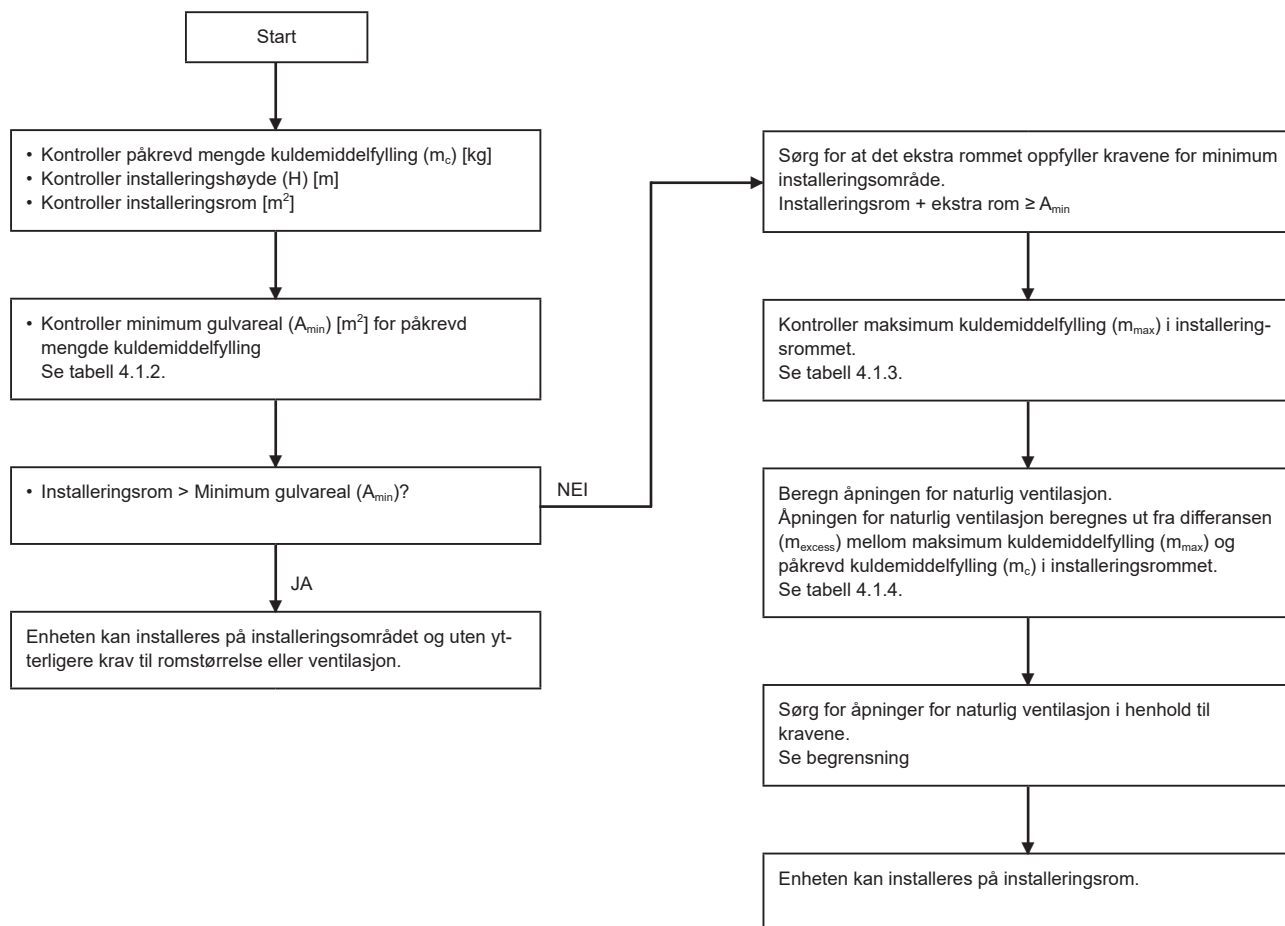 Start
• Kontroller påkrevd mengde kuldemiddelfylling (mc) [kg]
• Kontroller installeringshøyde (H) [m]
• Kontroller installeringsrom [m²]
• Kontroller minimum gulvareal (Amin) [m²] for påkrevd
mengde kuldemiddelfylling
Se tabell 4.1.2.
• Installeringsrom > Minimum gulvareal (Amin)?
NEI
JA
Enheten kan installeres på installeringsområdet og uten yt-
terligere krav til romstørrelse eller ventilasjon.
Sørg for at det ekstra rommet oppfyller kravene for minimum
installeringsområde.
Installeringsrom + ekstra rom ≥ Amin
Kontroller maksimum kuldemiddelfylling (mmax) i installering-
srommet.
Se tabell 4.1.3.
Beregn åpningen for naturlig ventilasjon.
Åpningen for naturlig ventilasjon beregnes ut fra differansen
(mexcess) mellom maksimum kuldemiddelfylling (mmax) og
påkrevd kuldemiddelfylling (mc) i installeringsrommet.
Se tabell 4.1.4.
Sørg for åpninger for naturlig ventilasjon i henhold til
kravene.
Se begrensning
Enheten kan installeres på installeringsrom.